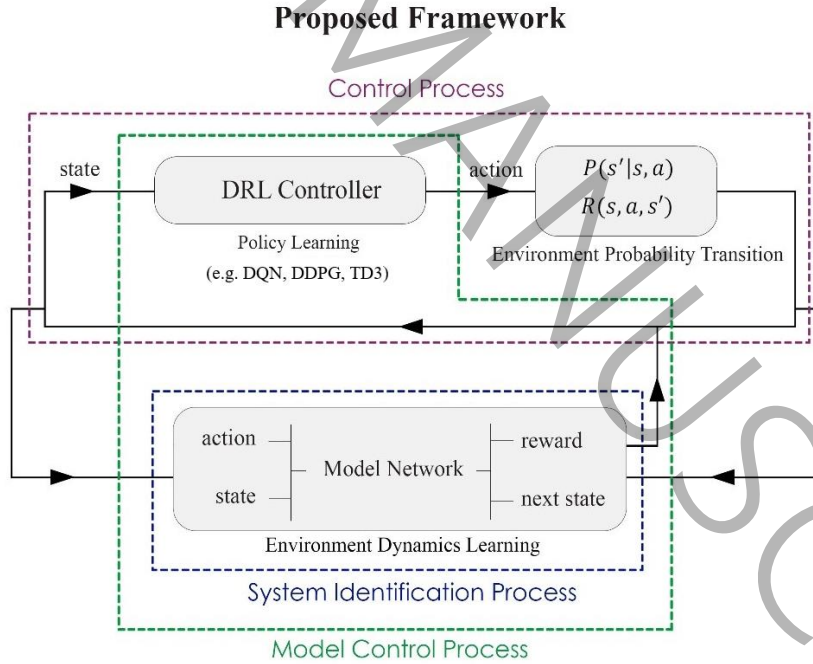 Proposed Framework
Control Process
state
DRL Controller
action
P(s'|s, a)
R(s, a, s')
Policy Learning
(e.g. DQN, DDPG, TD3)
Environment Probability Transition
action
state
Model Network
reward
next state
Environment Dynamics Learning
System Identification Process
Model Control Process
MANUSC